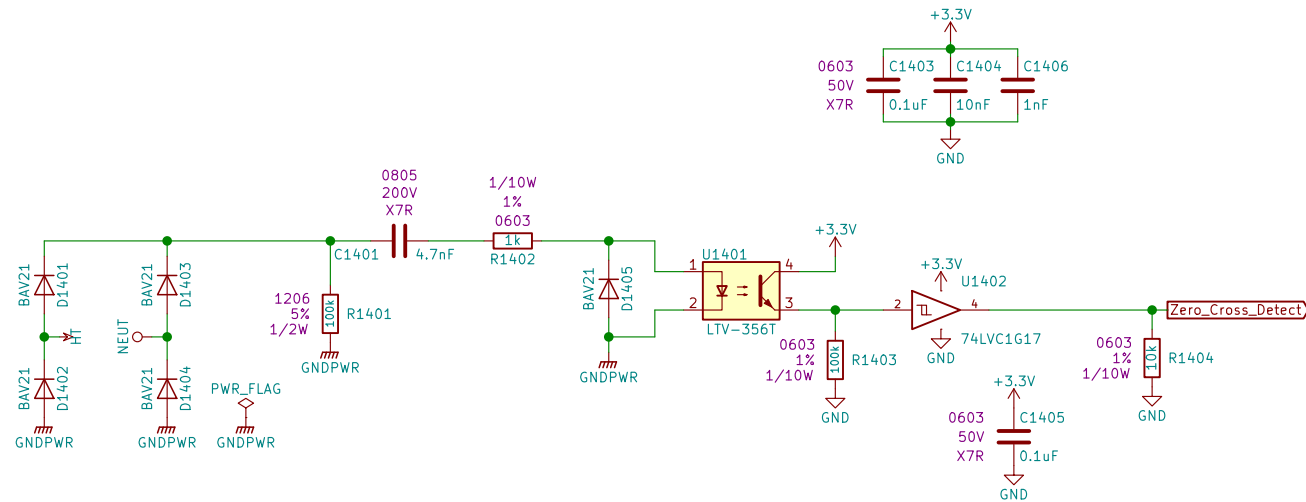 +3.3V
0603
50V
X7R
C1403
0.1uF
C1404
10nF
C1406
1nF
GND
0805
200V
X7R
C1401
4.7nF
1/10W
1%
0603
1k
R1402
BAV21
D1401
BAV21
D1403
HT
NEUT
BAV21
D1402
BAV21
D1404
GNDPWR
GNDPWR
PWR_FLAG
GNDPWR
1206
5%
1/2W
100k
R1401
GNDPWR
BAV21
D1405
GNDPWR
U1401
1
2
4
3
LTV-356T
+3.3V
0603
1%
1/10W
100k
R1403
GND
+3.3V
U1402
2
4
74LVC1G17
GND
Zero_Cross_Detect
0603
1%
1/10W
10k
R1404
GND
+3.3V
0603
50V
X7R
C1405
0.1uF
GND